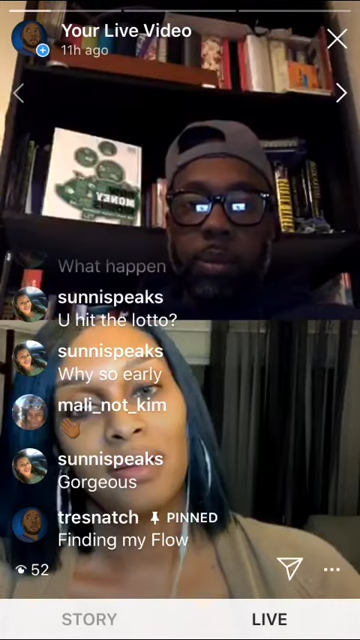 Your Live Video
11h ago
MONEY
What happen
sunnispeaks
U hit the lotto?
sunnispeaks
Why so early
mali_not_kim
sunnispeaks
Gorgeous
tresnatch PINNED
Finding my Flow
52
STORY LIVE